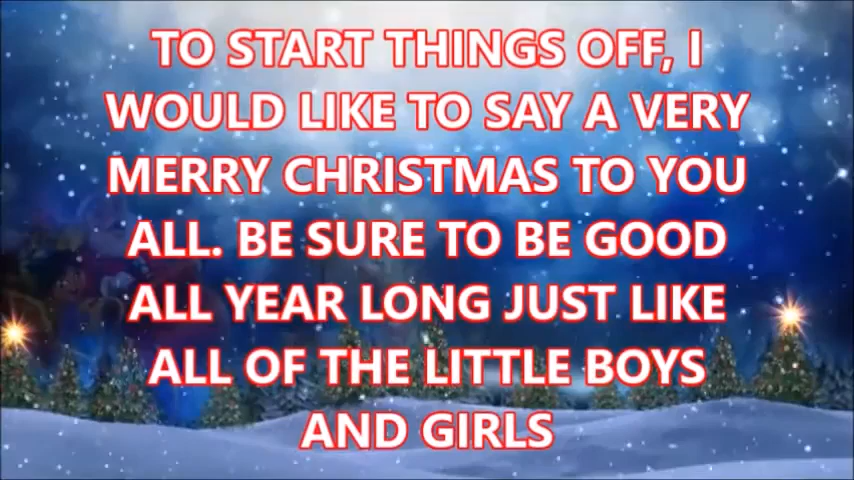 TO START THINGS OFF, I
WOULD LIKE TO SAY A VERY
MERRY CHRISTMAS TO YOU
ALL. BE SURE TO BE GOOD
ALL YEAR LONG JUST LIKE
ALL OF THE LITTLE BOYS
AND GIRLS